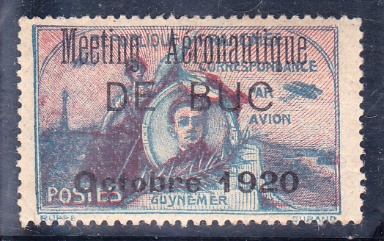 Meeting Aéronautique
CORRESPONDANCE
DE BUC
PAR
AVION
Octobre 1920
POSTES
GUYNEMER